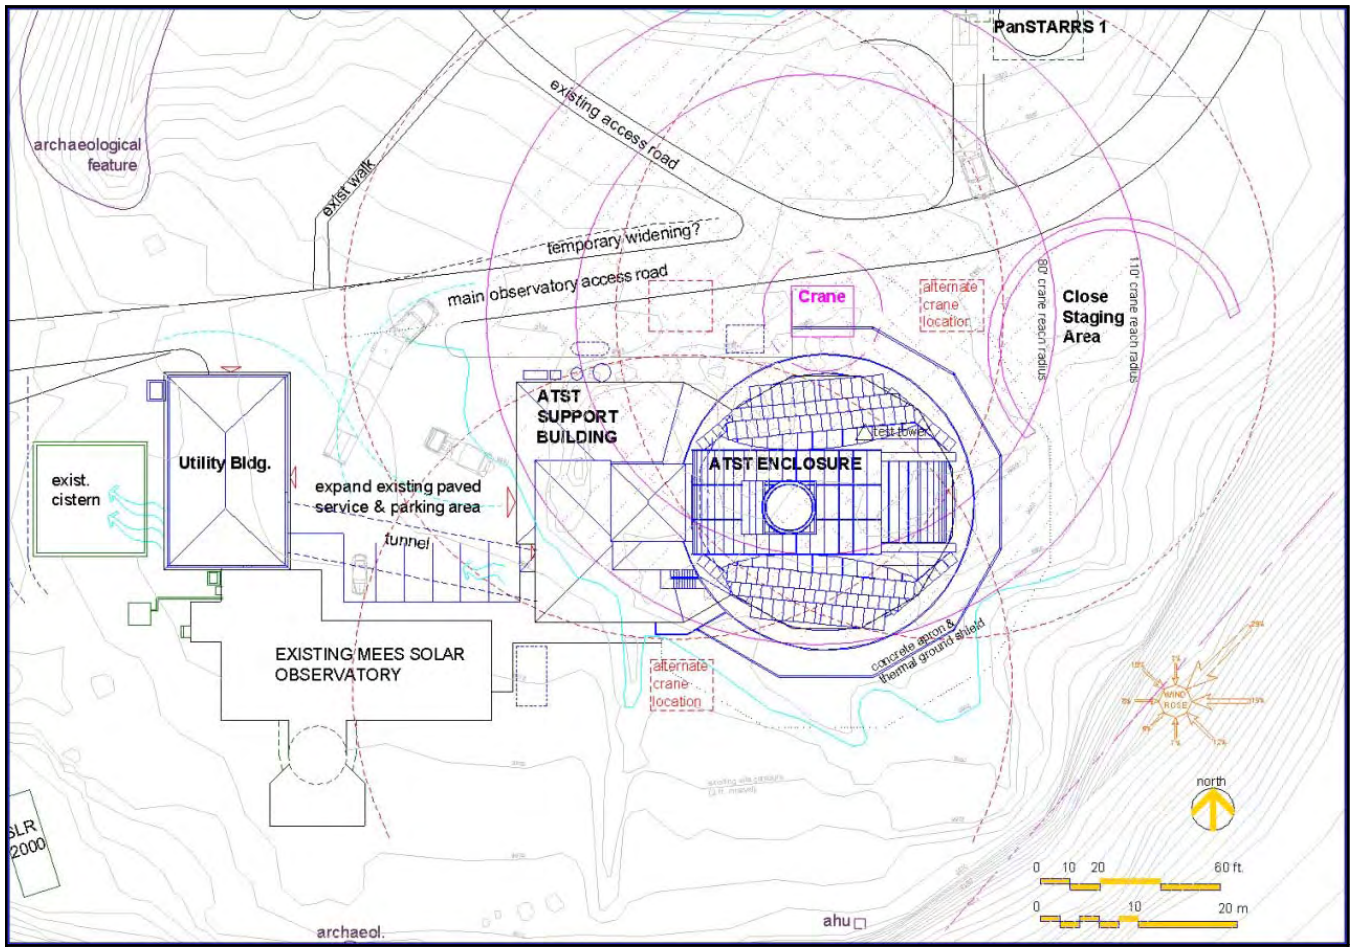 PanSTARRS 1
existing access road
archaeological
feature
exist walk
temporary widening?
main observatory access road
Crane
alternate
crane
location
80' crane reach radius
110' crane reach radius
Close
Staging
Area
ATST
SUPPORT
BUILDING
test tower
ATST ENCLOSURE
Utility Bldg.
exist.
cistern
expand existing paved
service & parking area
tunnel
EXISTING MEES SOLAR
OBSERVATORY
alternate
crane
location
concrete apron &
thermal ground shield
WIND
ROSE
north
SLR
2000
0 10 20 60 ft.
0 10 20 m
ahu
archaeol.